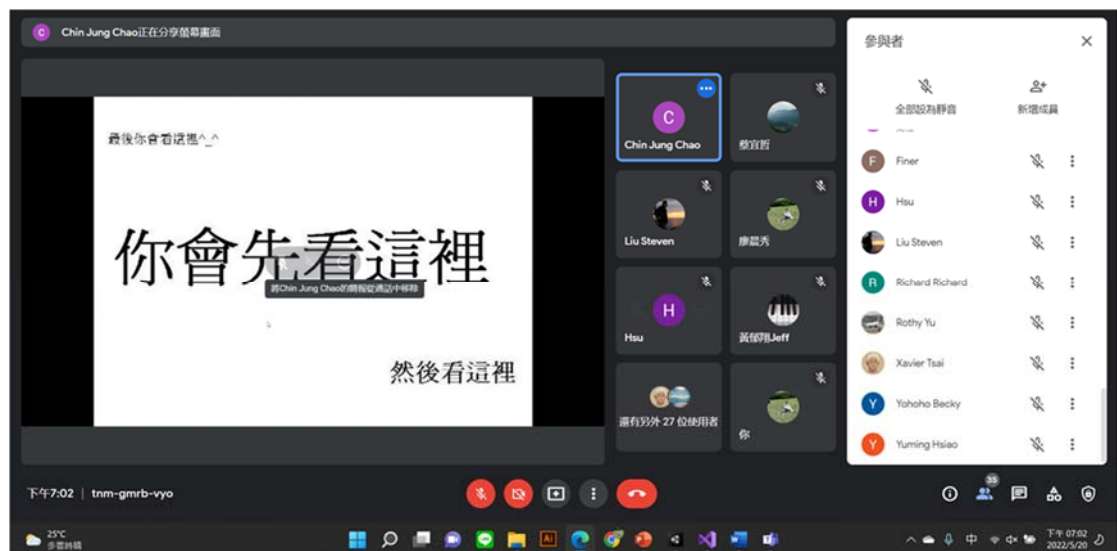 C Chin Jung Chao正在分享螢幕畫面
最後你會看這裡^_^
你會先看這裡
將Chin Jung Chao的簡報從通話中移除
然後看這裡
C
Chin Jung Chao
蔡宜哲
Liu Steven
廖晨秀
H
Hsu
黃郁翔Jeff
還有另外 27 位使用者
你
參與者
全部設為靜音
新增成員
F Finer
H Hsu
Liu Steven
R Richard Richard
Rothy Yu
Xavier Tsai
Y Yohoho Becky
Y Yuming Hsiao
下午7:02 | tnm-gmrb-vyo
35
25°C
多雲時晴
Ai
中
下午 07:02
2022/5/20